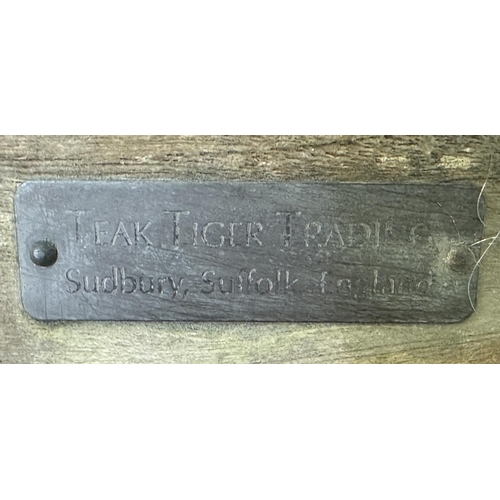 TEAK TIGER TRADING
Sudbury, Suffolk, England